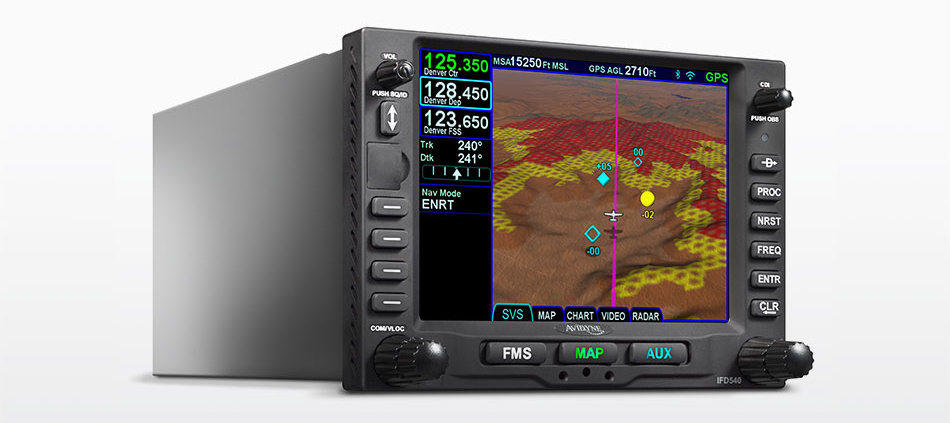 VOL
PUSH SQ/ID
125.350
Denver Ctr
128.450
Denver Dep
123.650
Denver FSS
Trk 240°
Dtk 241°
Nav Mode
ENRT
MSA15250Ft MSL
GPS AGL 2710Ft
GPS
+05
00
-02
-00
SVS MAP CHART VIDEO RADAR
AVIDYNE
CDI
PUSH OBS
D
PROC
NRST
FREQ
ENTR
CLR
COM/VLOC
FMS MAP AUX
IFD540